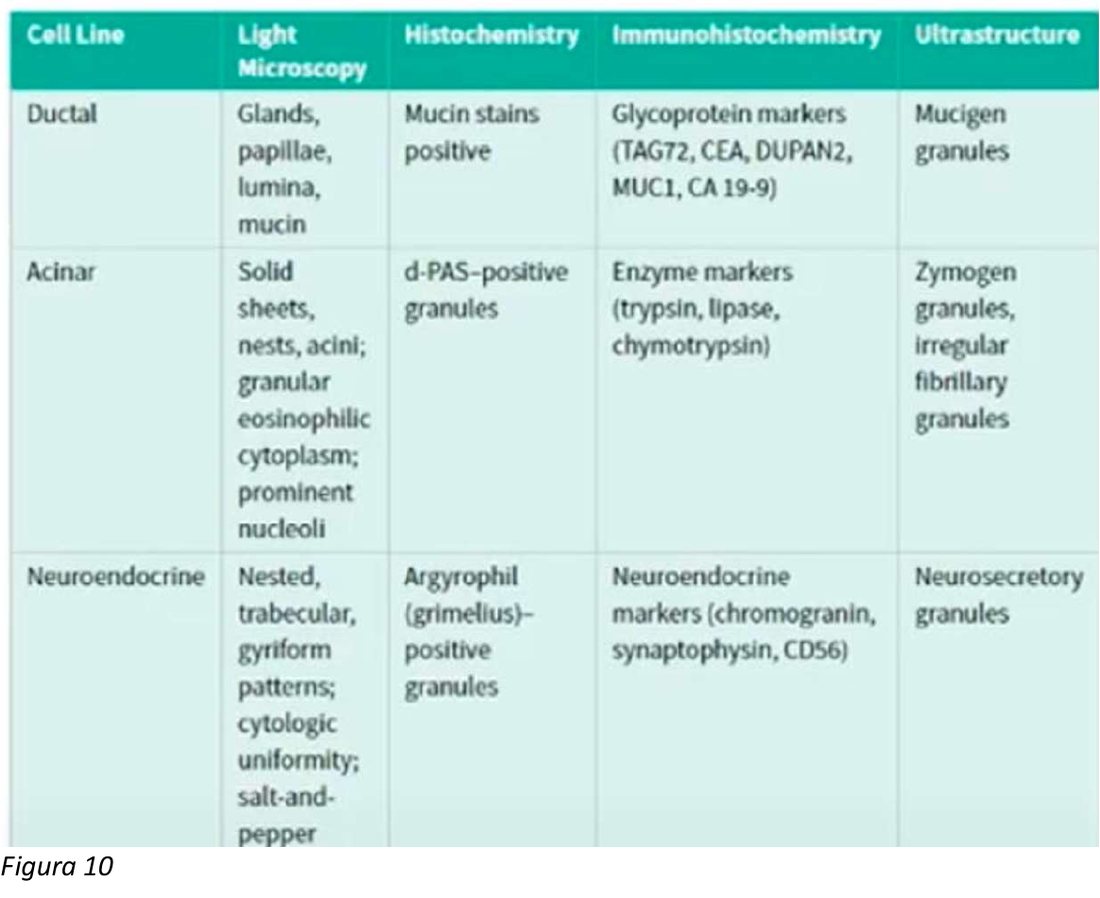 Cell Line
Light
Microscopy
Histochemistry
Immunohistochemistry
Ultrastructure
Ductal
Glands,
papillae,
lumina,
mucin
Mucin stains
positive
Glycoprotein markers
(TAG72, CEA, DUPAN2,
MUC1, CA 19-9)
Mucigen
granules
Acinar
Solid
sheets,
nests, acini;
granular
eosinophilic
cytoplasm;
prominent
nucleoli
d-PAS–positive
granules
Enzyme markers
(trypsin, lipase,
chymotrypsin)
Zymogen
granules,
irregular
fibrillary
granules
Neuroendocrine
Nested,
trabecular,
gyriform
patterns;
cytologic
uniformity;
salt-and-
pepper
Argyrophil
(grimelius)–
positive
granules
Neuroendocrine
markers (chromogranin,
synaptophysin, CD56)
Neurosecretory
granules
Figura 10